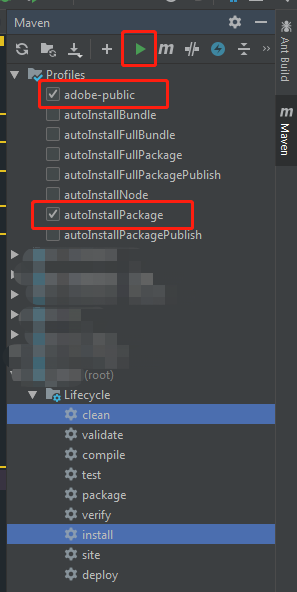 Maven
Profiles
adobe-public
autoInstallBundle
autoInstallFullBundle
autoInstallFullPackage
autoInstallFullPackagePublish
autoInstallNode
autoInstallPackage
autoInstallPackagePublish
(root)
Lifecycle
clean
validate
compile
test
package
verify
install
site
deploy
Ant Build
m
Maven